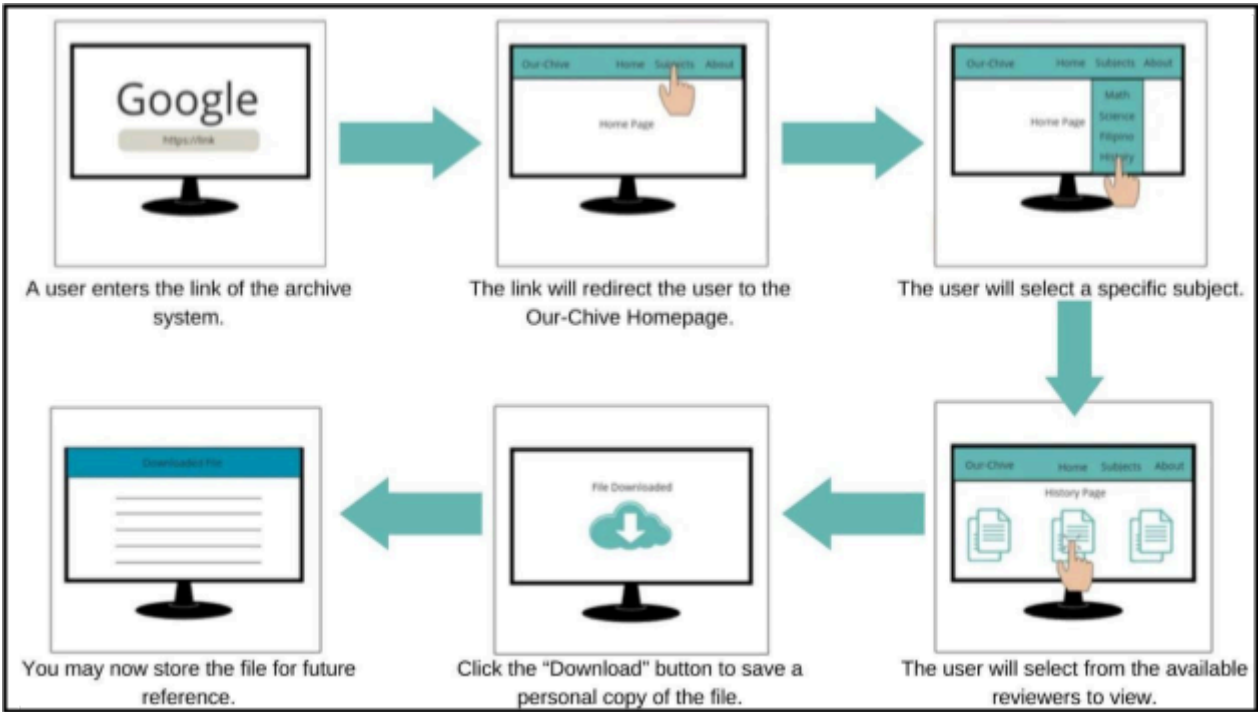 Google
https://link
A user enters the link of the archive
system.
Our-Chive Home Subjects About
Home Page
The link will redirect the user to the
Our-Chive Homepage.
Our-Chive Home Subjects About
Math
Home Page
Science
Filipino
History
The user will select a specific subject.
Our-Chive Home Subjects About
History Page
The user will select from the available
reviewers to view.
File Downloaded
Click the “Download” button to save a
personal copy of the file.
Downloaded File
You may now store the file for future
reference.